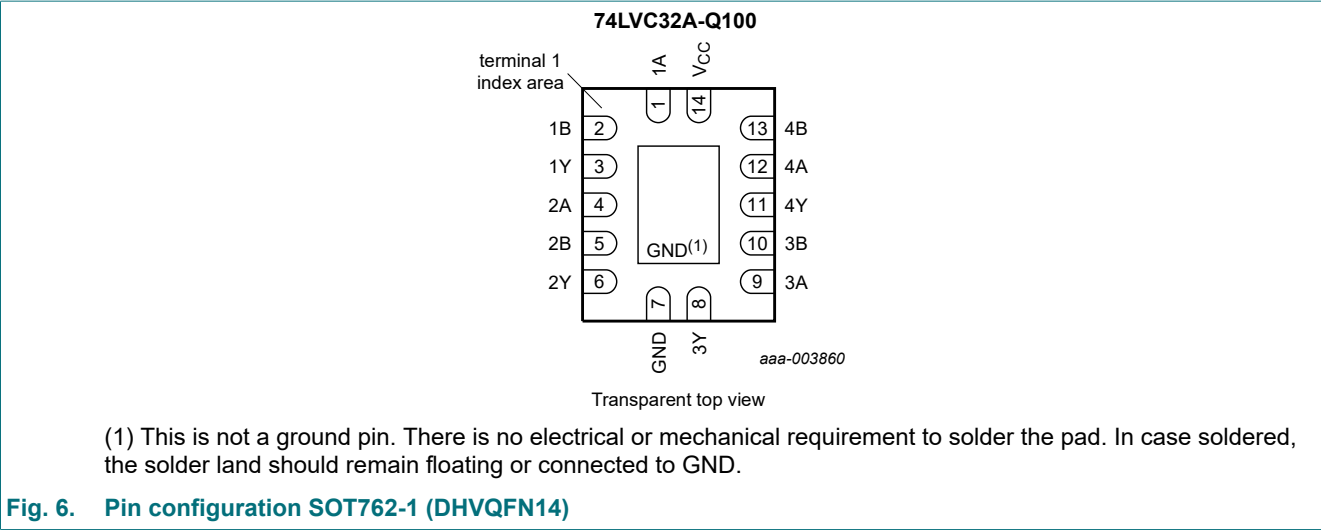 74LVC32A-Q100
terminal 1
index area
1A
VCC
1
14
1B 2
13 4B
1Y 3
12 4A
2A 4
11 4Y
2B 5
10 3B
GND(1)
2Y 6
9 3A
7
8
GND
3Y
aaa-003860
Transparent top view
(1) This is not a ground pin. There is no electrical or mechanical requirement to solder the pad. In case soldered,
the solder land should remain floating or connected to GND.
Fig. 6. Pin configuration SOT762-1 (DHVQFN14)